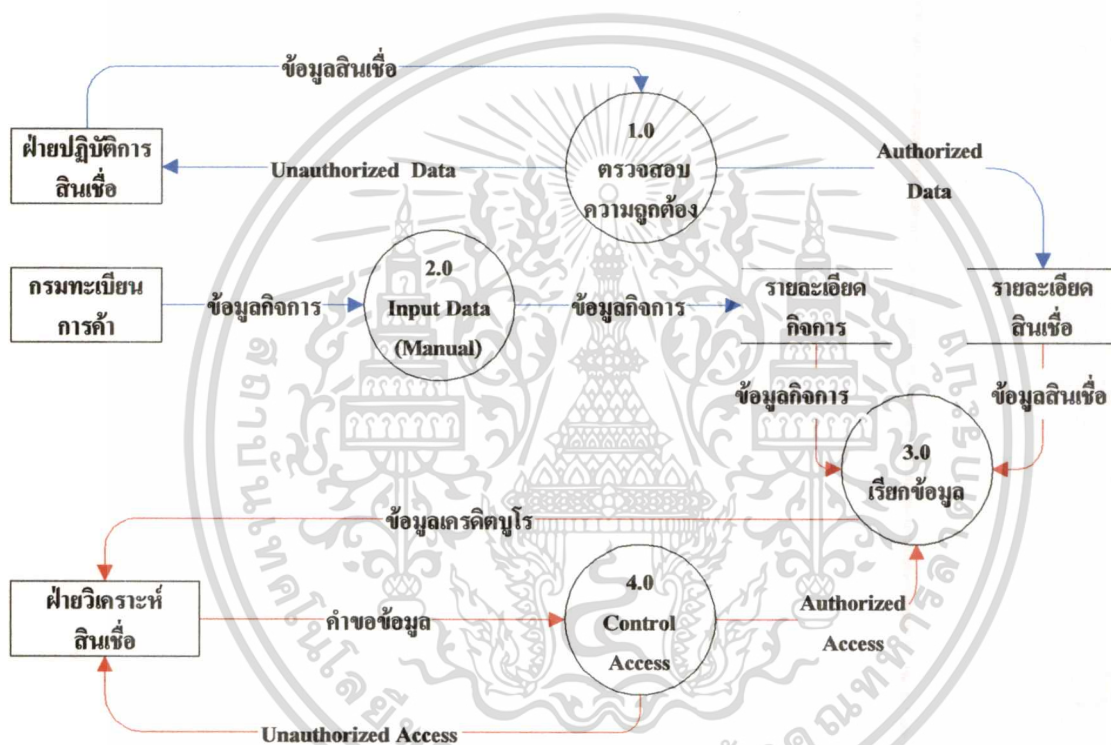 ข้อมูลสินเชื่อ
1.0
ตรวจสอบ
ความถูกต้อง
ฝ่ายปฏิบัติการ
สินเชื่อ
Unauthorized Data
Authorized
Data
กรมทะเบียน
การค้า
ข้อมูลกิจการ
2.0
Input Data
(Manual)
ข้อมูลกิจการ
รายละเอียด
กิจการ
รายละเอียด
สินเชื่อ
ข้อมูลกิจการ
ข้อมูลสินเชื่อ
3.0
เรียกข้อมูล
ข้อมูลเครดิตบูโร
ฝ่ายวิเคราะห์
สินเชื่อ
คำขอข้อมูล
4.0
Control
Access
Authorized
Access
Unauthorized Access